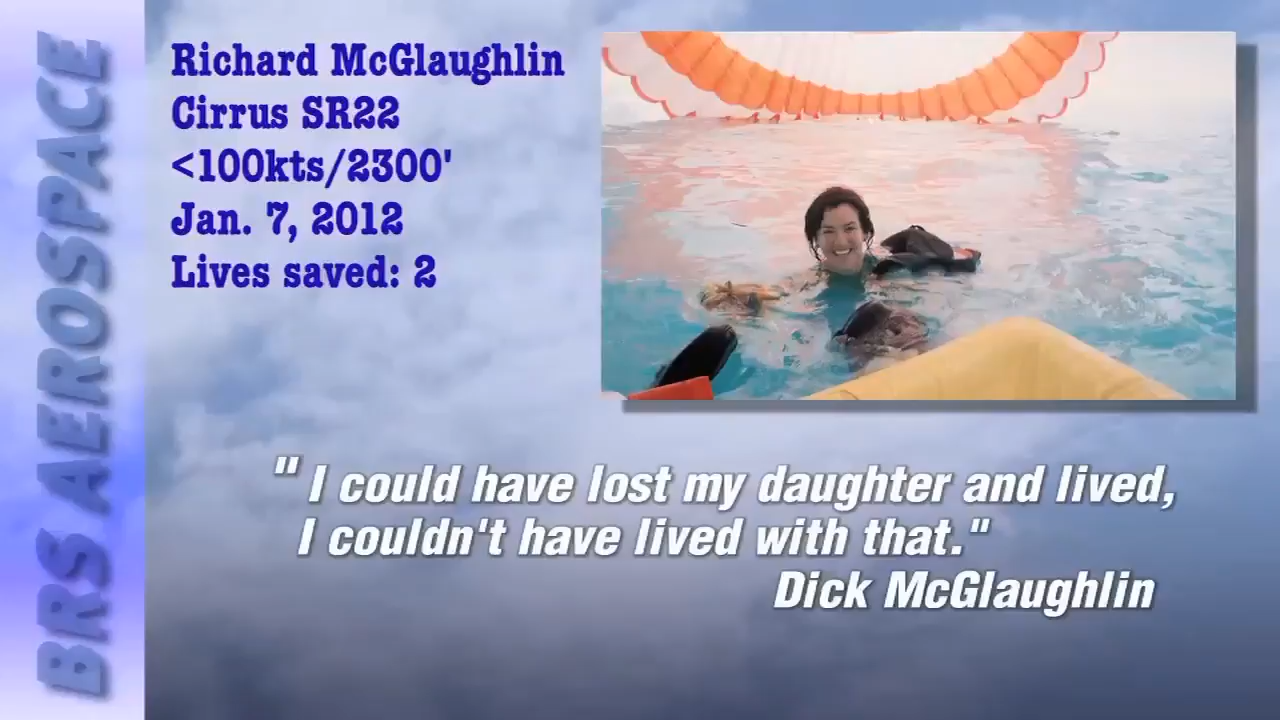 BRS AEROSPACE
Richard McGlaughlin
Cirrus SR22
<100kts/2300'
Jan. 7, 2012
Lives saved: 2
" I could have lost my daughter and lived,
I couldn't have lived with that."
Dick McGlaughlin